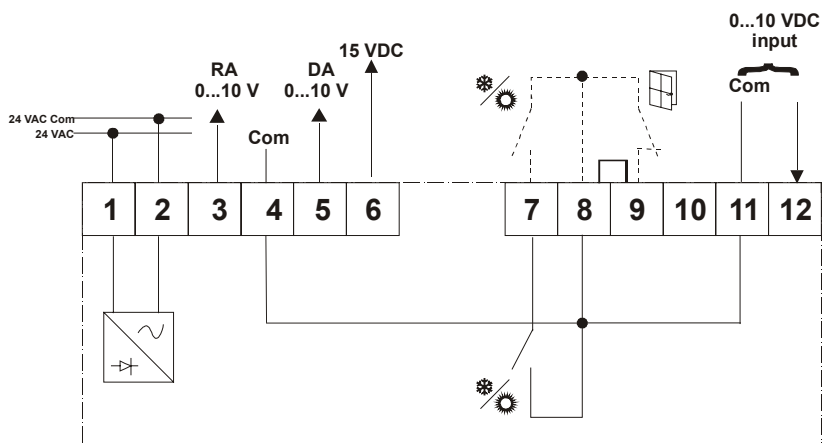 0...10 VDC
input
15 VDC
RA
0...10 V
DA
0...10 V
Com
24 VAC Com
24 VAC
Com
1 2 3 4 5 6 7 8 9 10 11 12